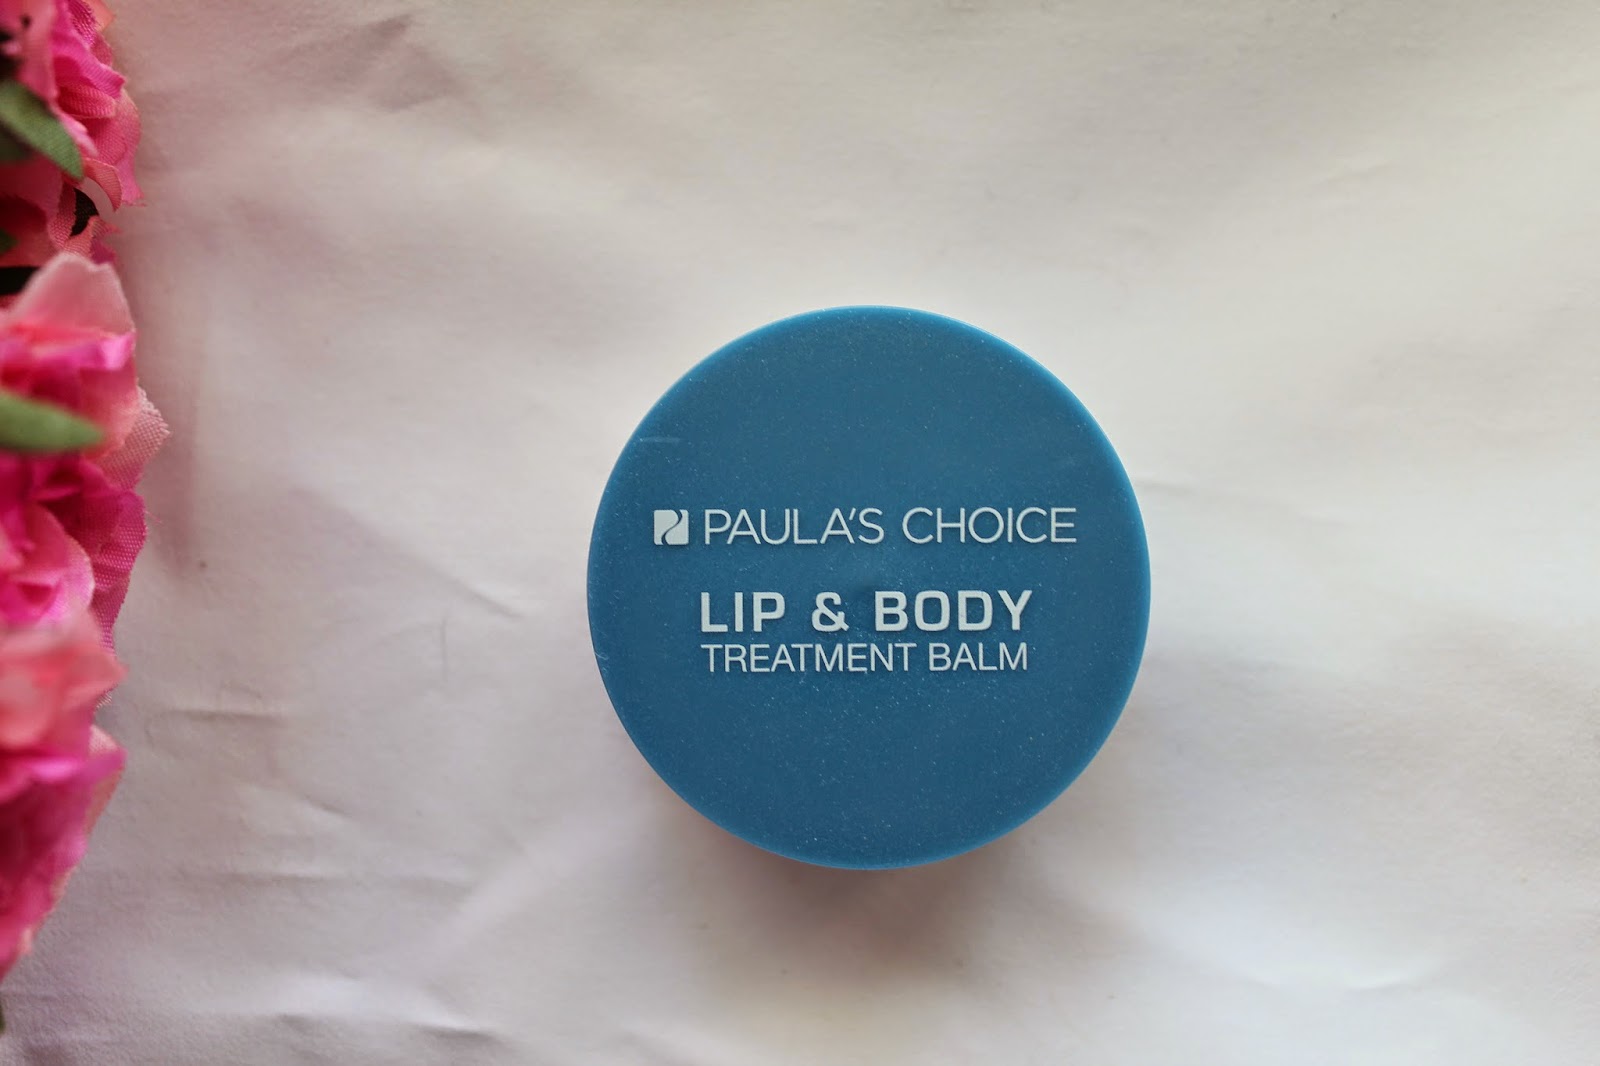 PAULA'S CHOICE
LIP & BODY
TREATMENT BALM